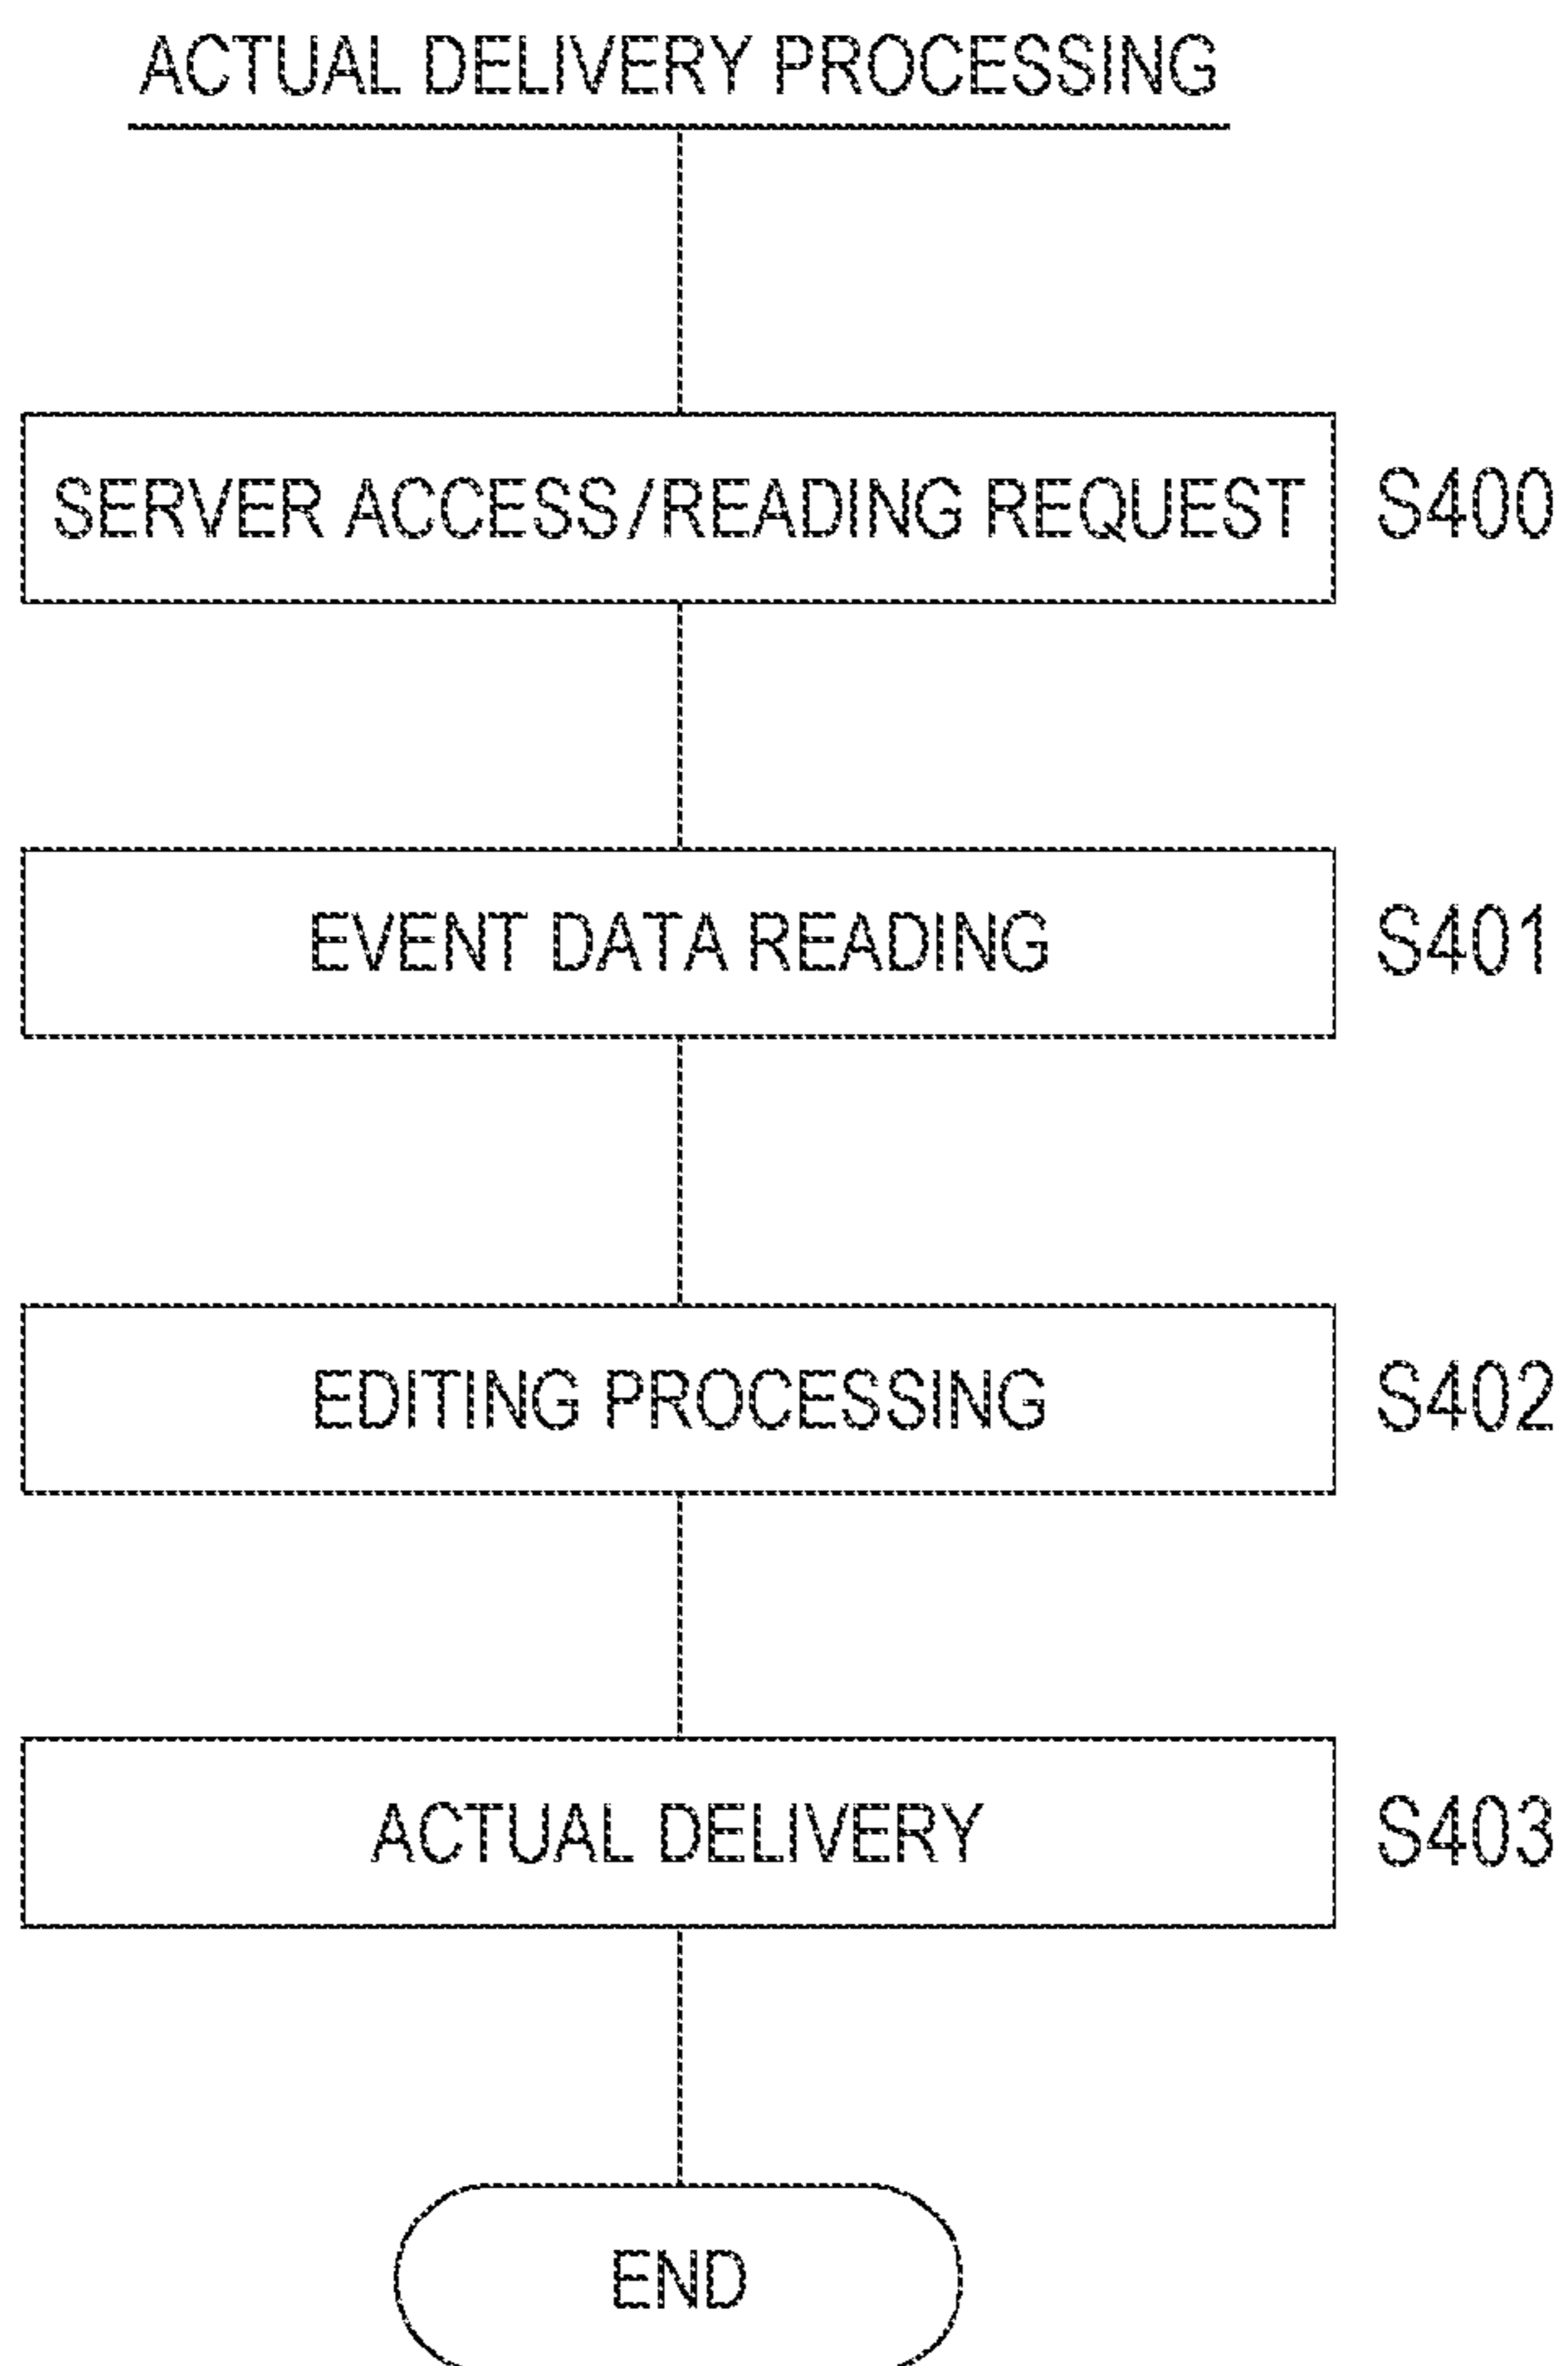 ACTUAL DELIVERY PROCESSING
SERVER ACCESS/READING REQUEST S400
EVENT DATA READING S401
EDITING PROCESSING S402
ACTUAL DELIVERY S403
END